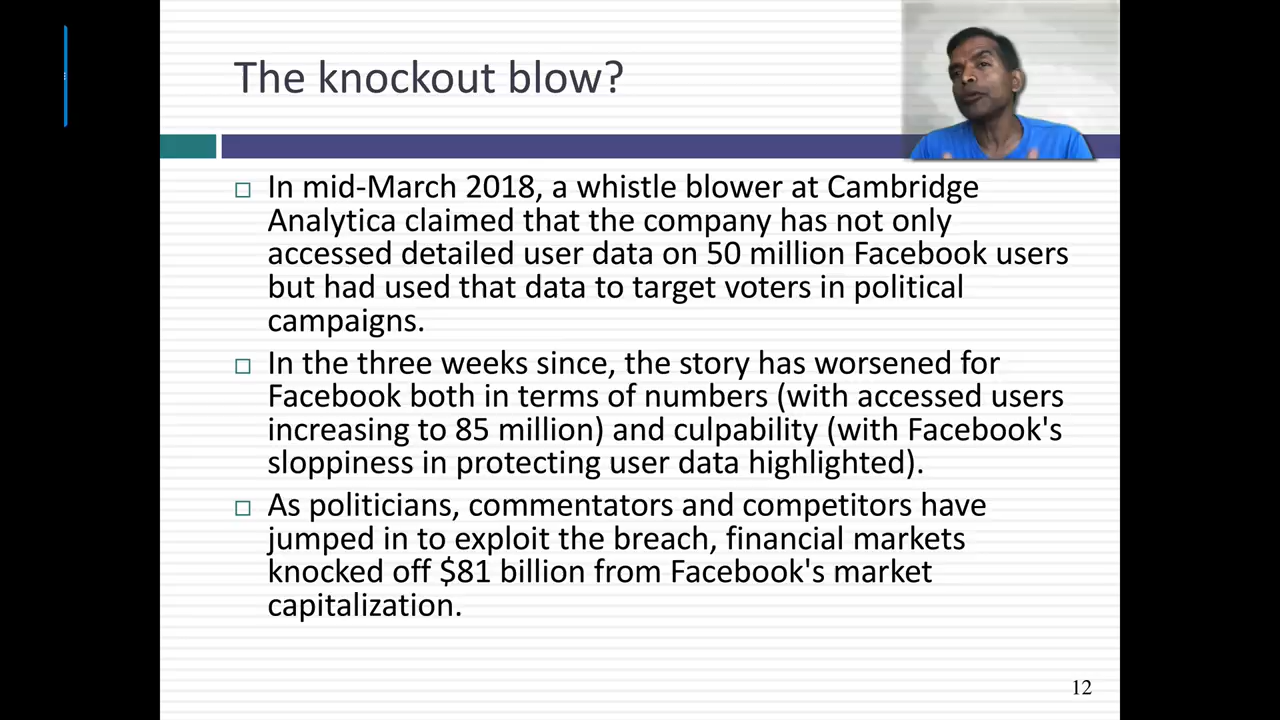 The knockout blow?
□ In mid-March 2018, a whistle blower at Cambridge
Analytica claimed that the company has not only
accessed detailed user data on 50 million Facebook users
but had used that data to target voters in political
campaigns.
□ In the three weeks since, the story has worsened for
Facebook both in terms of numbers (with accessed users
increasing to 85 million) and culpability (with Facebook's
sloppiness in protecting user data highlighted).
□ As politicians, commentators and competitors have
jumped in to exploit the breach, financial markets
knocked off $81 billion from Facebook's market
capitalization.
12